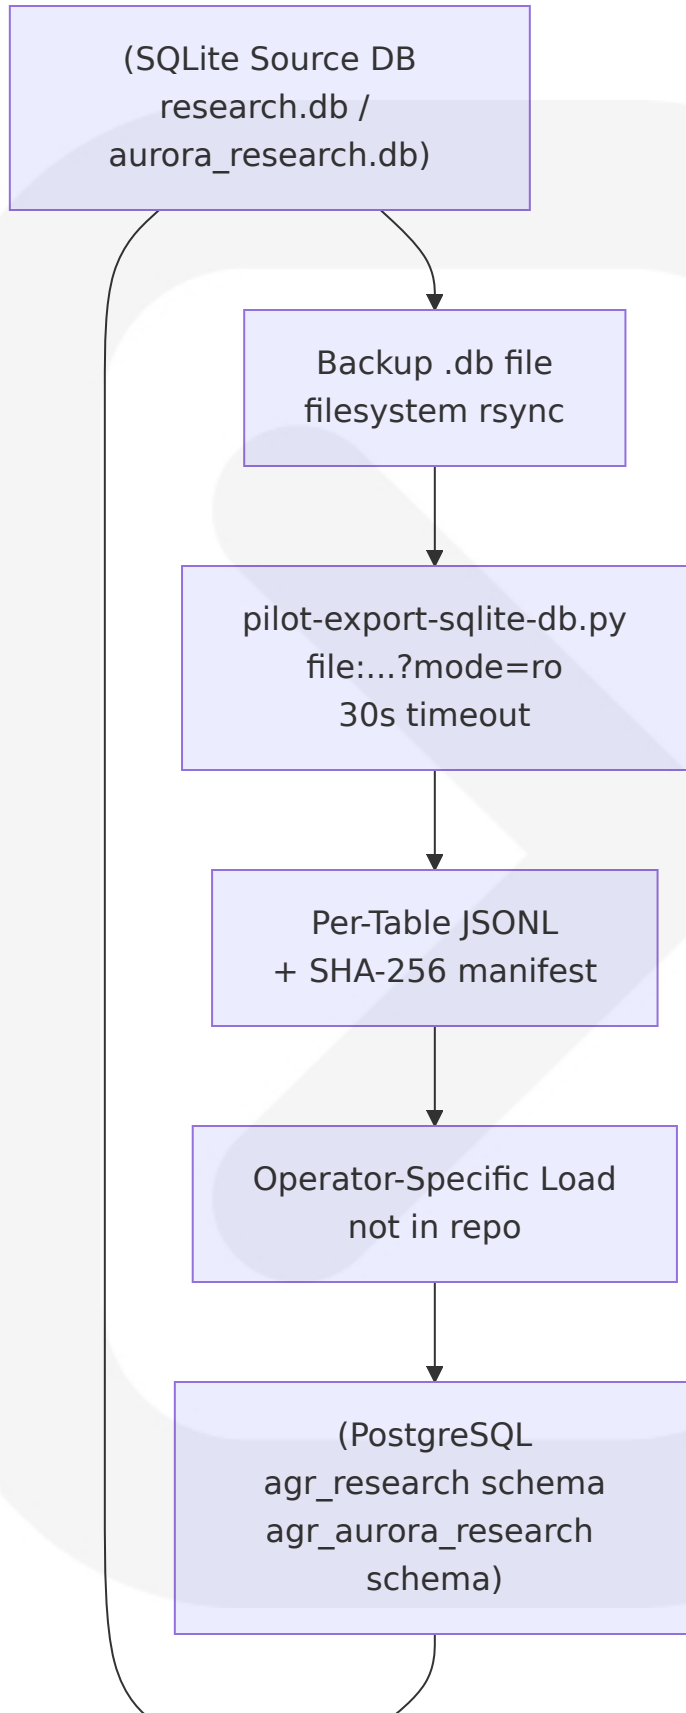 (SQLite Source DB
research.db /
aurora_research.db)
Backup .db file
filesystem rsync
pilot-export-sqlite-db.py
file:...?mode=ro
30s timeout
Per-Table JSONL
+ SHA-256 manifest
Operator-Specific Load
not in repo
(PostgreSQL
agr_research schema
agr_aurora_research
schema)